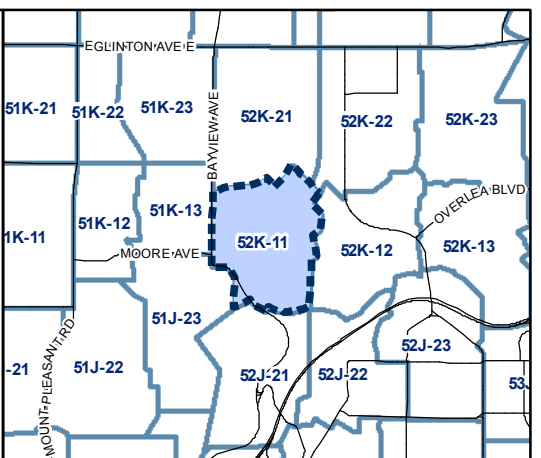 EGLINTON AVE E
51K-21
51K-22
51K-23
52K-21
52K-22
52K-23
BAYVIEW AVE
1K-11
51K-12
51K-13
52K-11
52K-12
52K-13
OVERLEA BLVD
MOORE AVE
51J-23
52J-23
-21
51J-22
52J-21
52J-22
53J
MOUNT-PLEASANT-RD